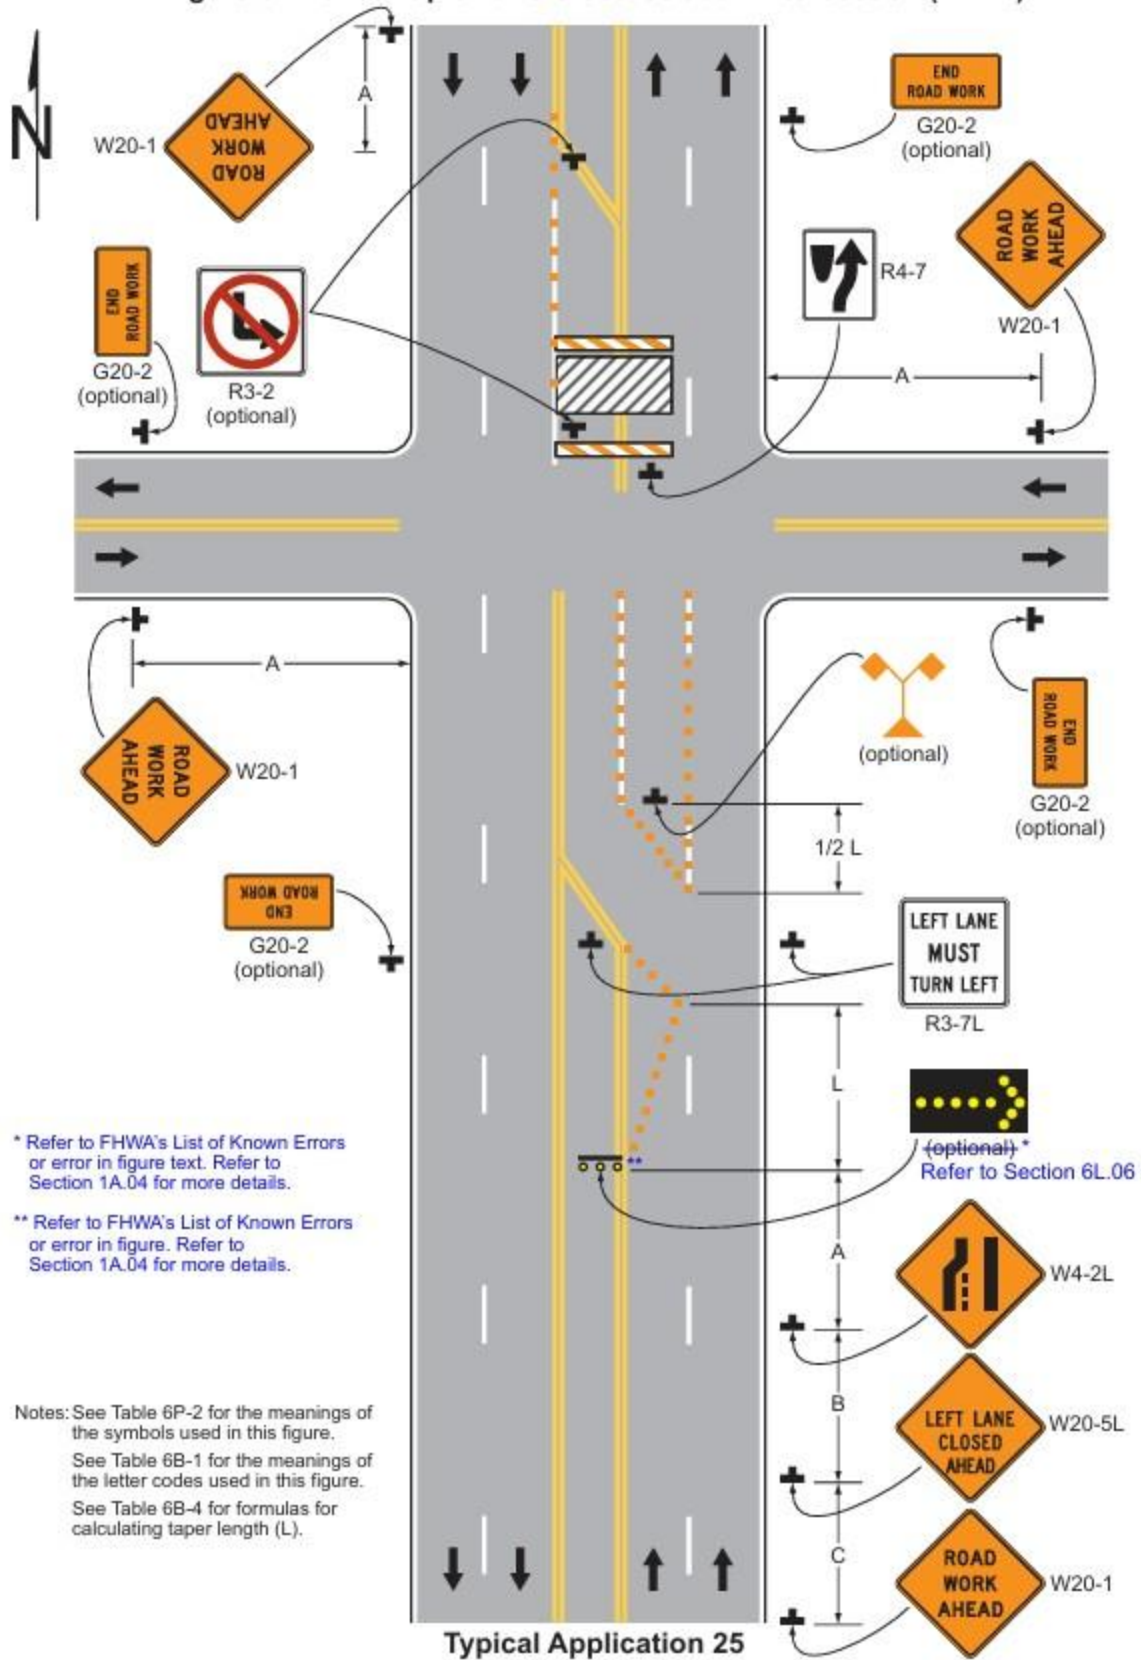 N
W20-1
ROAD
WORK
AHEAD
A
END
ROAD WORK
G20-2
(optional)
ROAD
WORK
AHEAD
W20-1
R4-7
END
ROAD WORK
G20-2
(optional)
R3-2
(optional)
A
A
ROAD
WORK
AHEAD
W20-1
(optional)
END
ROAD WORK
G20-2
(optional)
1/2 L
END
ROAD WORK
G20-2
(optional)
LEFT LANE
MUST
TURN LEFT
R3-7L
L
(optional) *
Refer to Section 6L.06
* Refer to FHWA's List of Known Errors
or error in figure text. Refer to
Section 1A.04 for more details.
**
** Refer to FHWA's List of Known Errors
or error in figure. Refer to
Section 1A.04 for more details.
A
W4-2L
B
LEFT LANE
CLOSED
AHEAD
W20-5L
Notes: See Table 6P-2 for the meanings of
the symbols used in this figure.
See Table 6B-1 for the meanings of
the letter codes used in this figure.
See Table 6B-4 for formulas for
calculating taper length (L).
C
ROAD
WORK
AHEAD
W20-1
Typical Application 25